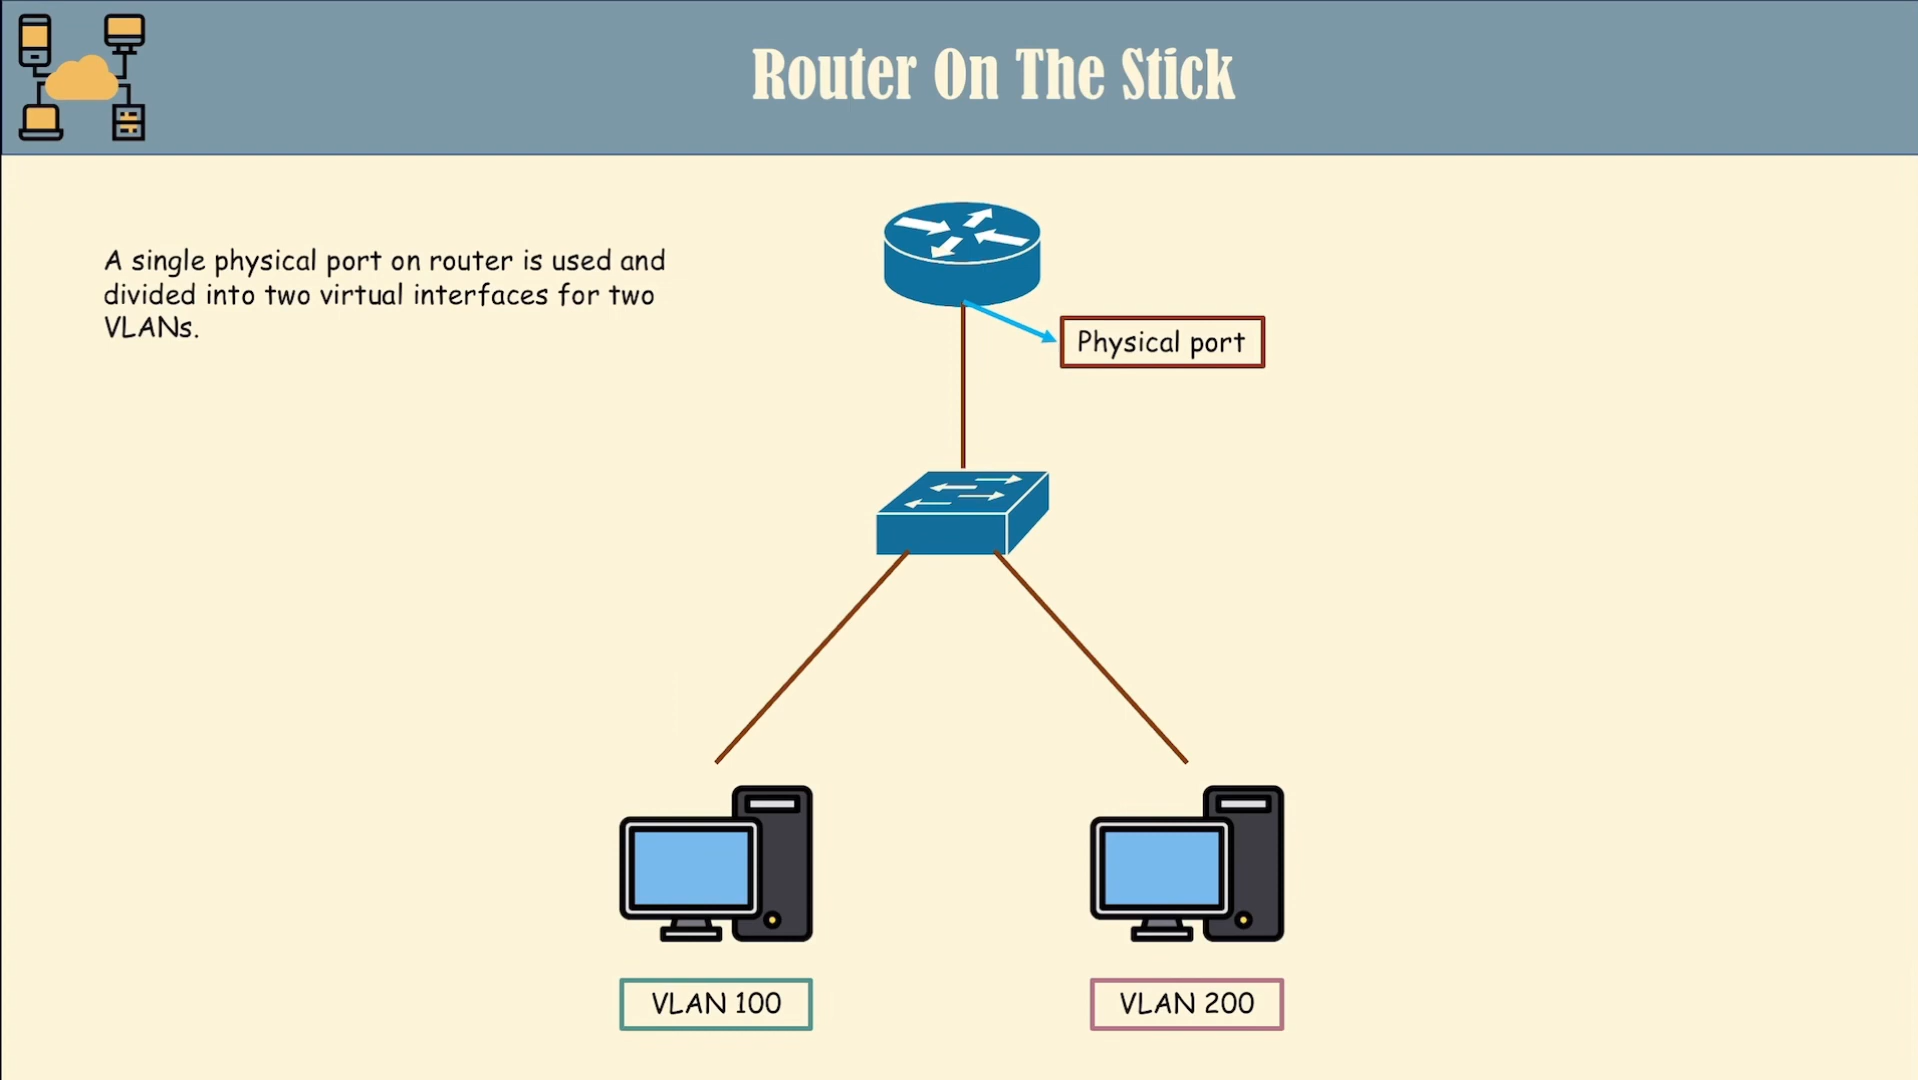 Router On The Stick
A single physical port on router is used and
divided into two virtual interfaces for two
VLANs.
Physical port
VLAN 100
VLAN 200